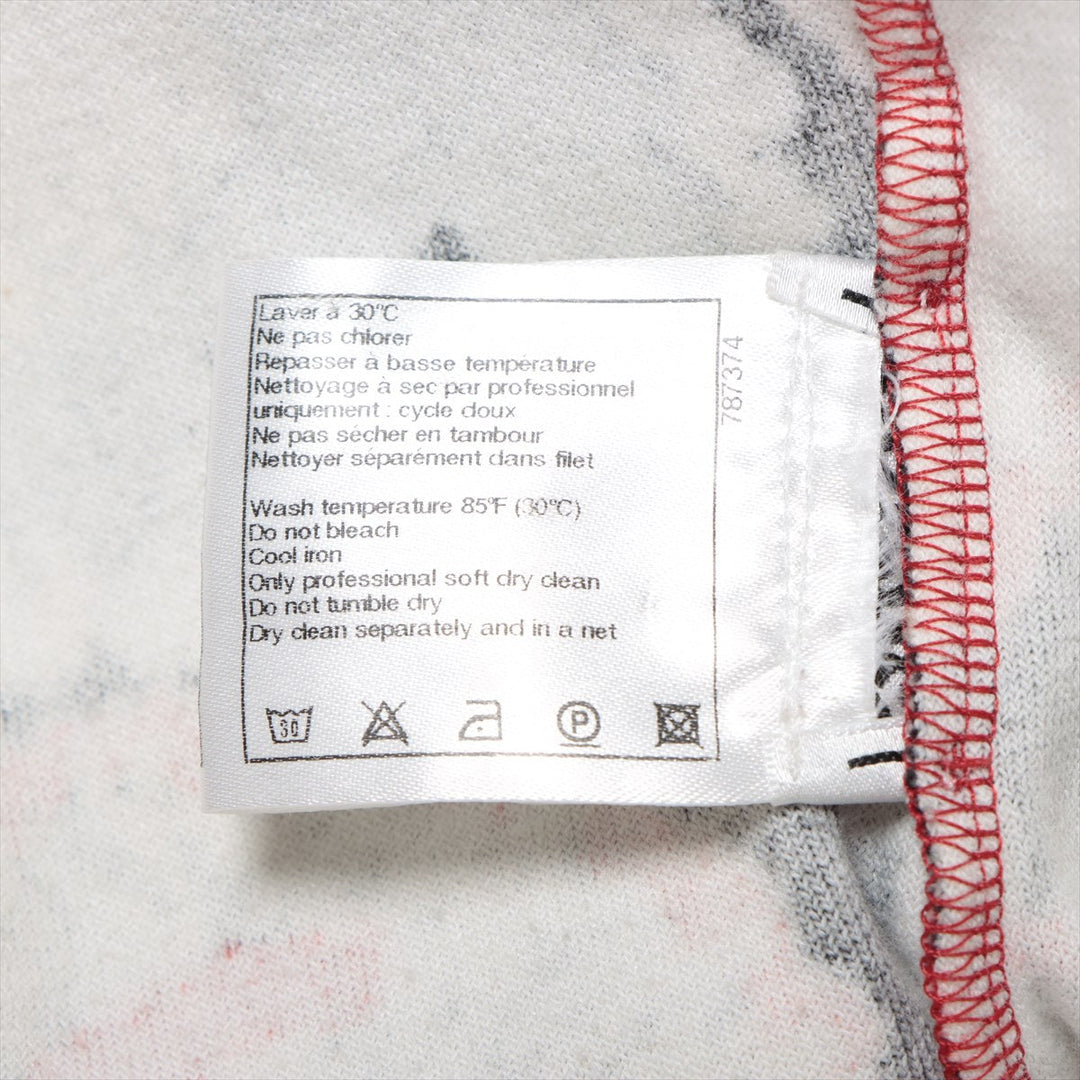 Laver à 30°C
Ne pas chlorer
Repasser à basse température
Nettoyage à sec par professionnel
uniquement : cycle doux
Ne pas sécher en tambour
Nettoyer séparément dans filet
Wash temperature 85°F (30°C)
Do not bleach
Cool iron
Only professional soft dry clean
Do not tumble dry
Dry clean separately and in a net
30
P
787374